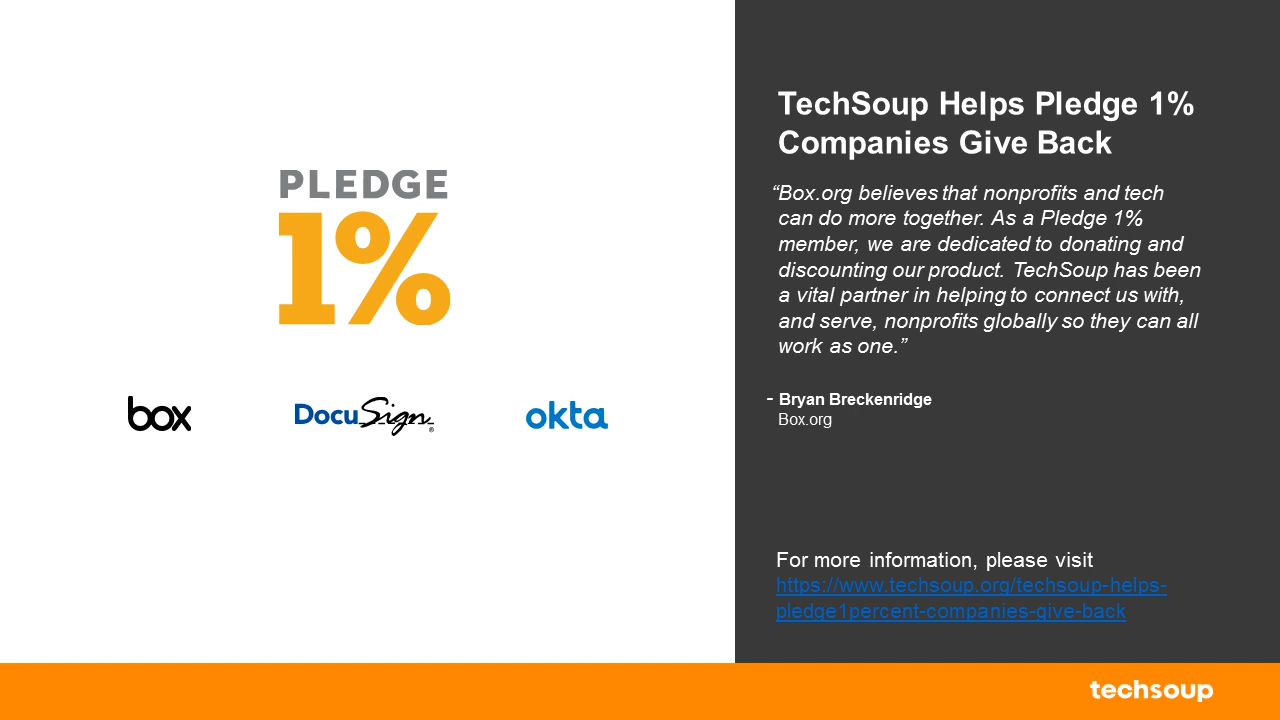 PLEDGE
1%
box
DocuSign®
okta
TechSoup Helps Pledge 1%
Companies Give Back
“Box.org believes that nonprofits and tech
can do more together. As a Pledge 1%
member, we are dedicated to donating and
discounting our product. TechSoup has been
a vital partner in helping to connect us with,
and serve, nonprofits globally so they can all
work as one.”
- Bryan Breckenridge
Box.org
For more information, please visit
https://www.techsoup.org/techsoup-helps-
pledge1percent-companies-give-back
techsoup